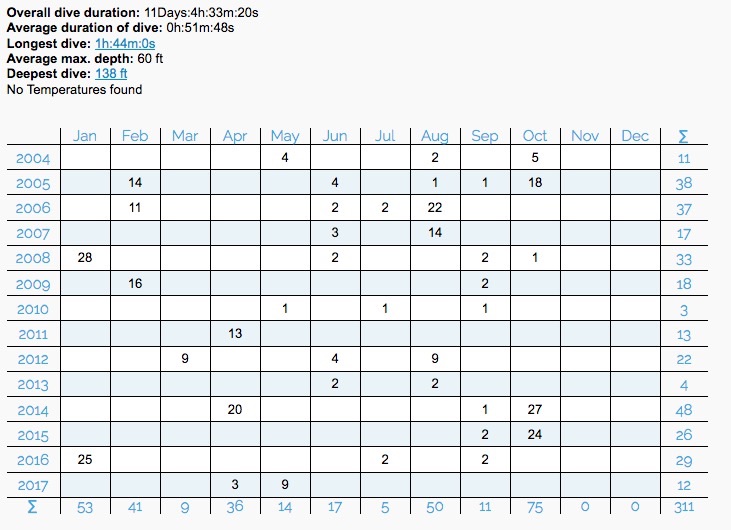 Overall dive duration: 11Days:4h:33m:20s
Average duration of dive: 0h:51m:48s
Longest dive: 1h:44m:0s
Average max. depth: 60 ft
Deepest dive: 138 ft
No Temperatures found
Jan Feb Mar Apr May Jun Jul Aug Sep Oct Nov Dec Σ
2004 4 2 5 11
2005 14 4 1 1 18 38
2006 11 2 2 22 37
2007 3 14 17
2008 28 2 2 1 33
2009 16 2 18
2010 1 1 1 3
2011 13 13
2012 9 4 9 22
2013 2 2 4
2014 20 1 27 48
2015 2 24 26
2016 25 2 2 29
2017 3 9 12
Σ 53 41 9 36 14 17 5 50 11 75 0 0 311